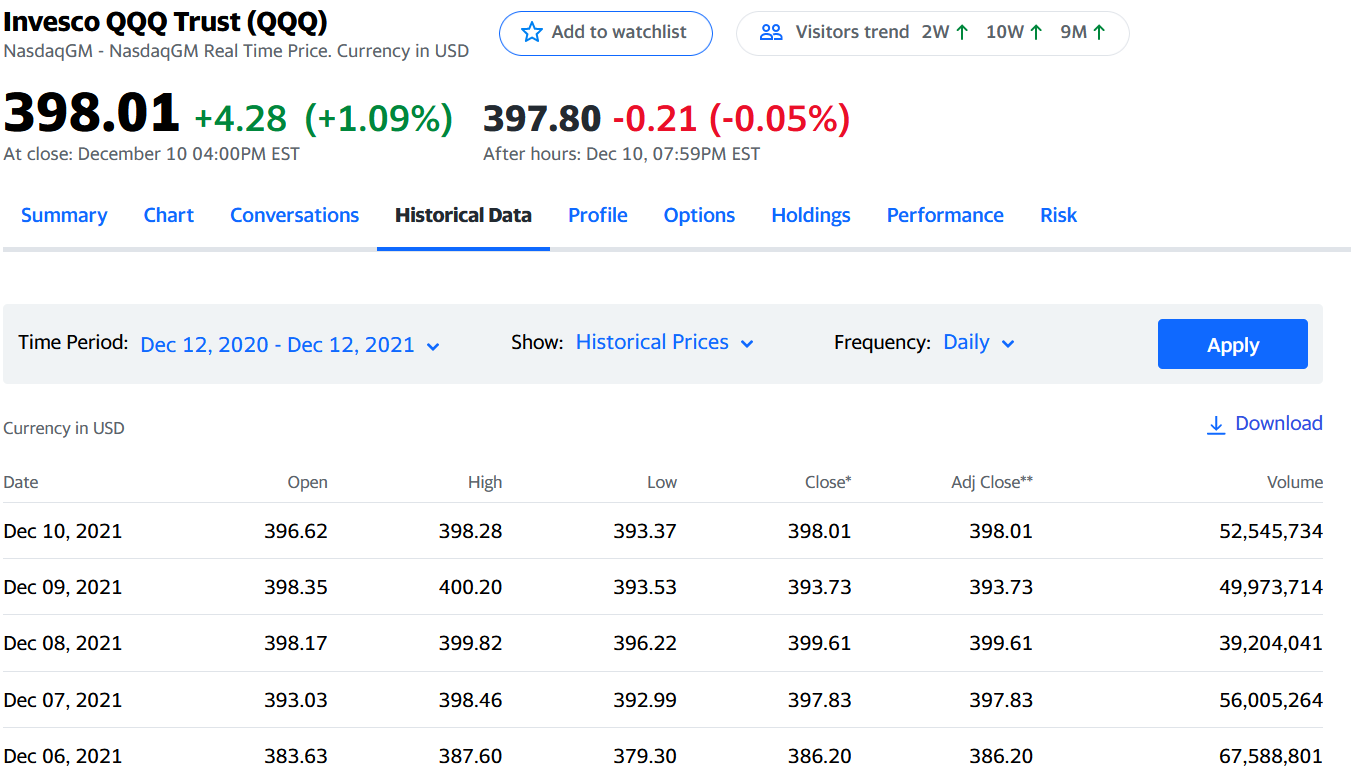 Invesco QQQ Trust (QQQ)
NasdaqGM - NasdaqGM Real Time Price. Currency in USD
Add to watchlist
Visitors trend 2W ↑ 10W ↑ 9M ↑
398.01 +4.28 (+1.09%) 397.80 -0.21 (-0.05%)
At close: December 10 04:00PM EST After hours: Dec 10, 07:59PM EST
Summary Chart Conversations Historical Data Profile Options Holdings Performance Risk
Time Period: Dec 12, 2020 - Dec 12, 2021 Show: Historical Prices Frequency: Daily Apply
Currency in USD Download
Date Open High Low Close* Adj Close** Volume
Dec 10, 2021 396.62 398.28 393.37 398.01 398.01 52,545,734
Dec 09, 2021 398.35 400.20 393.53 393.73 393.73 49,973,714
Dec 08, 2021 398.17 399.82 396.22 399.61 399.61 39,204,041
Dec 07, 2021 393.03 398.46 392.99 397.83 397.83 56,005,264
Dec 06, 2021 383.63 387.60 379.30 386.20 386.20 67,588,801